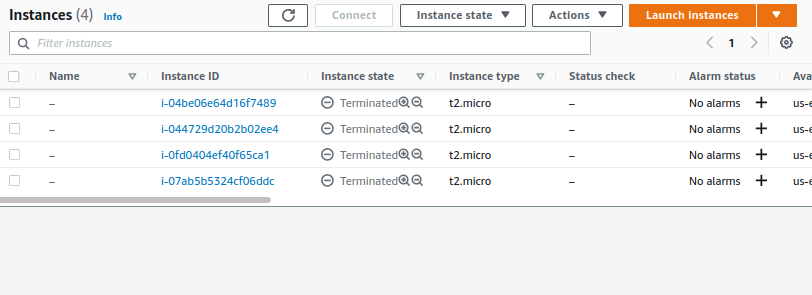 Instances (4) Info Connect Instance state Actions Launch instances
Filter instances 1
Name Instance ID Instance state Instance type Status check Alarm status Ava
– i-04be06e64d16f7489 Terminated t2.micro – No alarms us-e
– i-044729d20b2b02ee4 Terminated t2.micro – No alarms us-e
– i-0fd0404ef40f65ca1 Terminated t2.micro – No alarms us-e
– i-07ab5b5324cf06ddc Terminated t2.micro – No alarms us-e